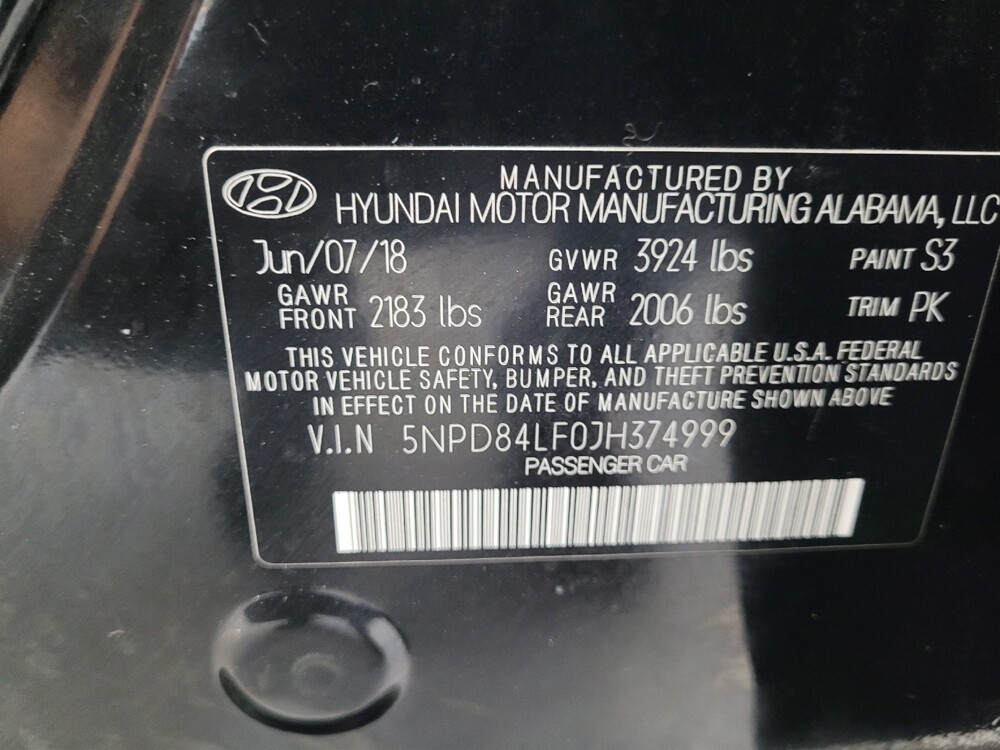 MANUFACTURED BY
HYUNDAI MOTOR MANUFACTURING ALABAMA, LLC
Jun/07/18 GVWR 3924 lbs PAINT S3
GAWR FRONT 2183 lbs GAWR REAR 2006 lbs TRIM PK
THIS VEHICLE CONFORMS TO ALL APPLICABLE U.S.A. FEDERAL
MOTOR VEHICLE SAFETY, BUMPER, AND THEFT PREVENTION STANDARDS
IN EFFECT ON THE DATE OF MANUFACTURE SHOWN ABOVE
V.I.N 5NPD84LF0JH374999
PASSENGER CAR